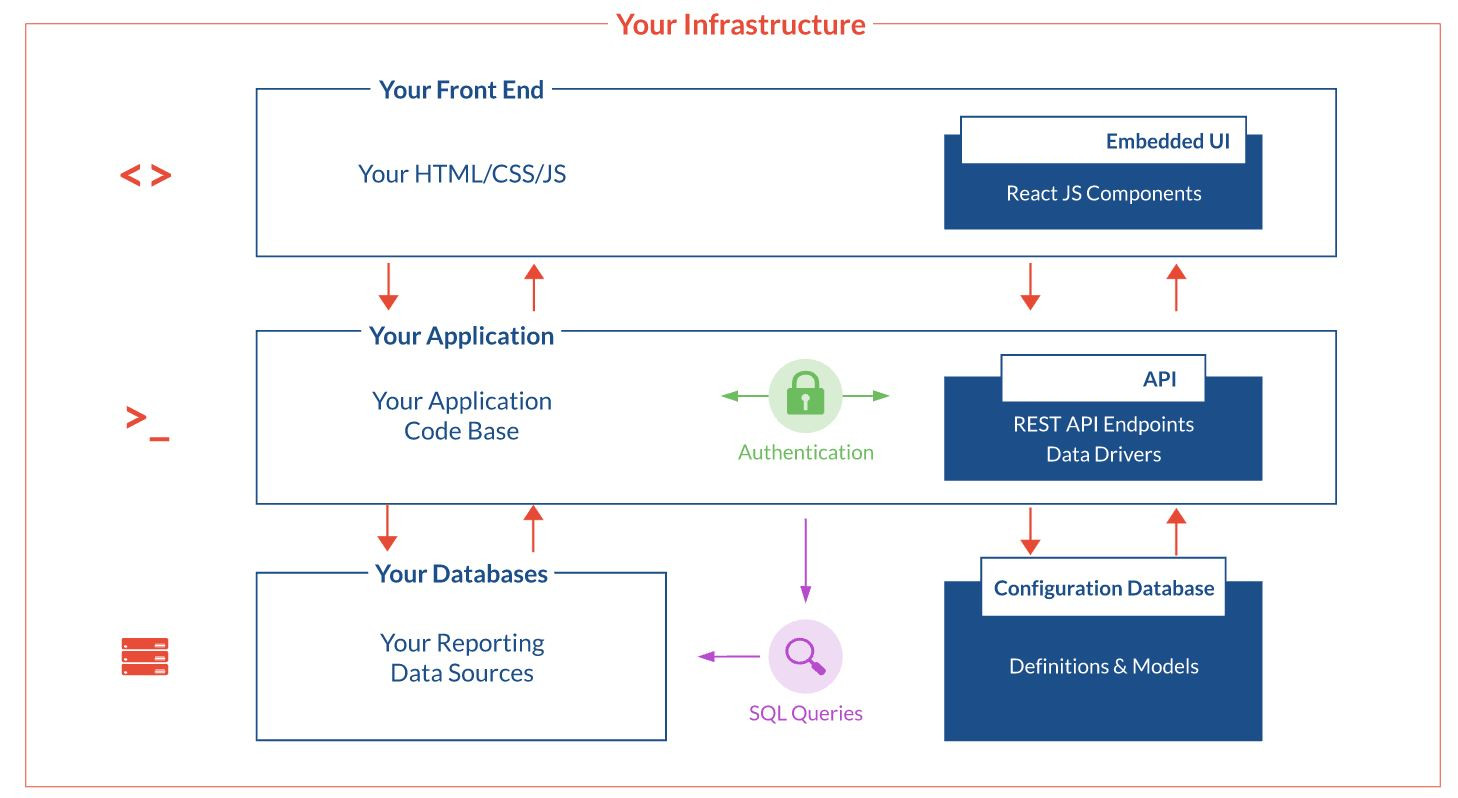 Your Infrastructure
Your Front End
Your HTML/CSS/JS
Embedded UI
React JS Components
Your Application
Your Application
Code Base
Authentication
API
REST API Endpoints
Data Drivers
Your Databases
Your Reporting
Data Sources
SQL Queries
Configuration Database
Definitions & Models